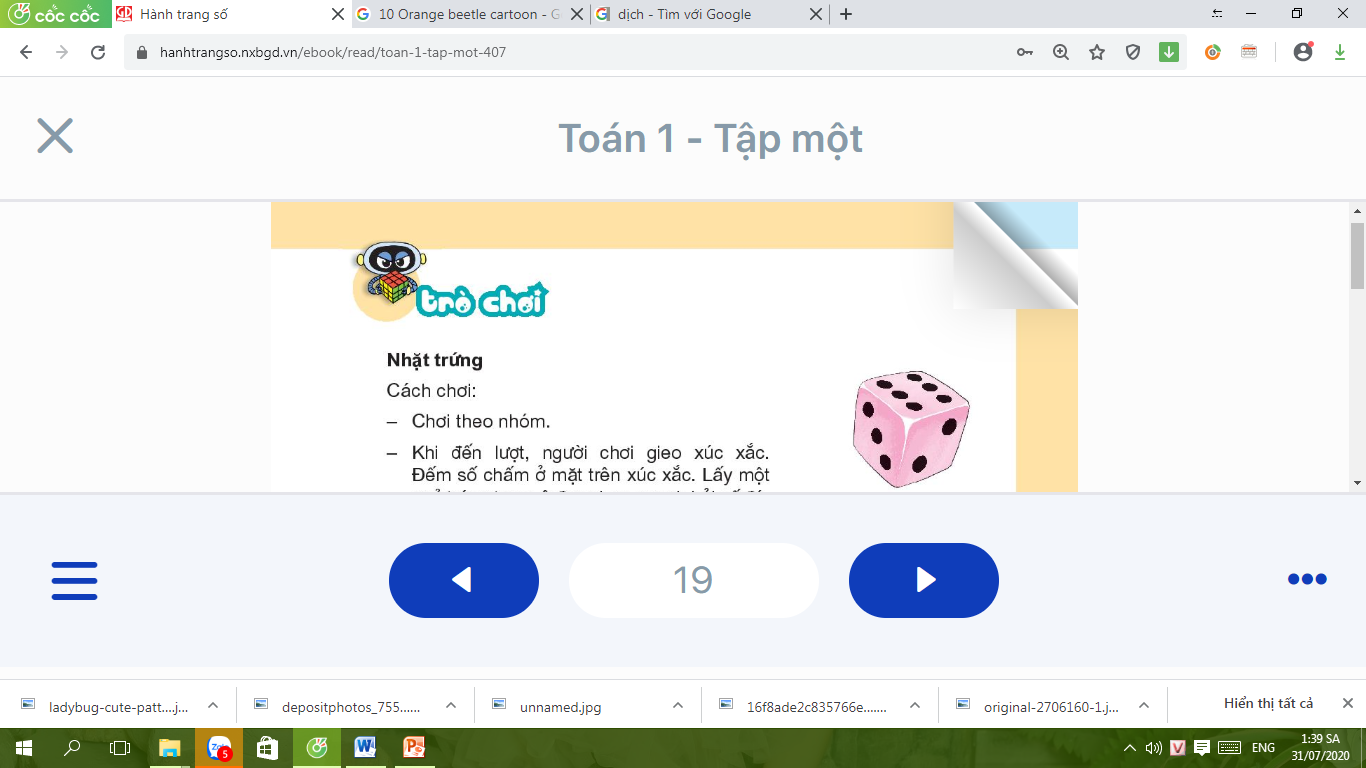 cốc cốc
Hành trang số
10 Orange beetle cartoon - G
dịch - Tìm với Google
hanhtrangso.nxbgd.vn/ebook/read/toan-1-tap-mot-407
Toán 1 - Tập một
trò chơi
Nhặt trứng
Cách chơi:
– Chơi theo nhóm.
– Khi đến lượt, người chơi gieo xúc xắc.
Đếm số chấm ở mặt trên xúc xắc. Lấy một
19
ladybug-cute-patt....j...
depositphotos_755......
unnamed.jpg
16f8ade2c835766e.......
original-2706160-1.j...
Hiển thị tất cả
Zalo
5
ENG
1:39 SA
31/07/2020